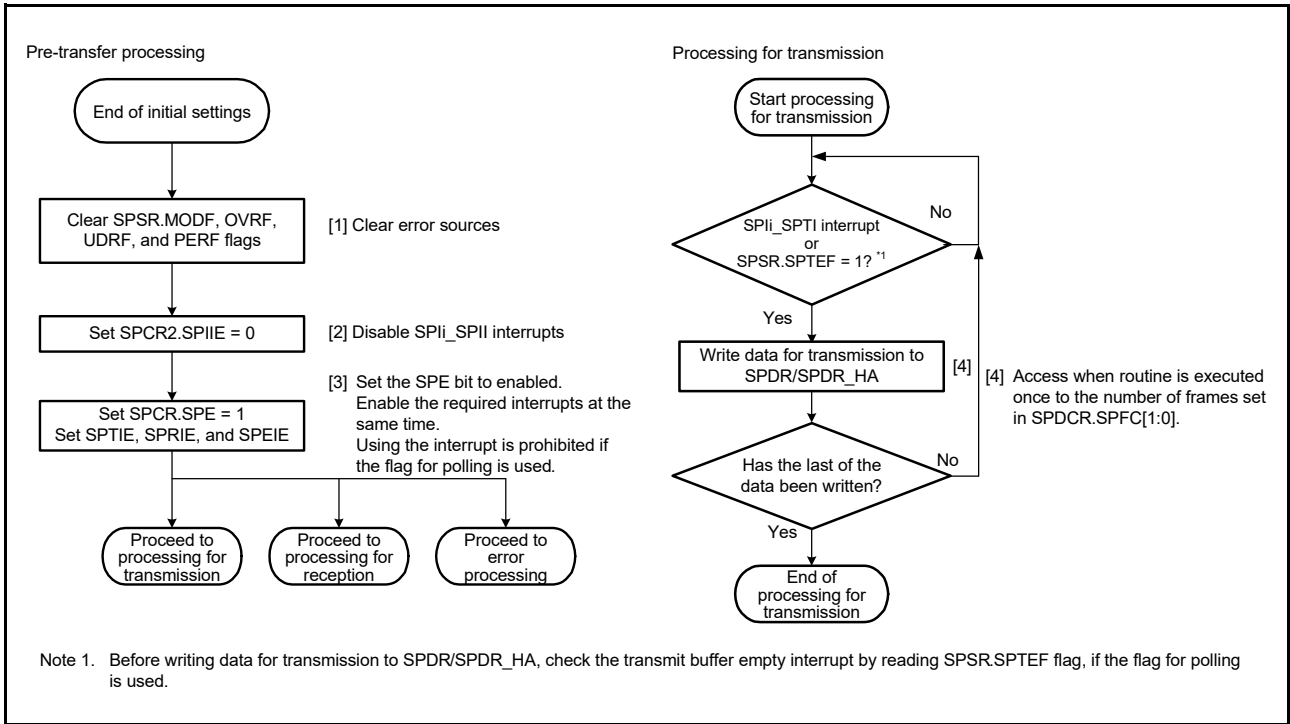 Pre-transfer processing
End of initial settings
Clear SPSR.MODF, OVRF,
UDRF, and PERF flags
[1] Clear error sources
Set SPCR2.SPIIE = 0
[2] Disable SPIi_SPII interrupts
Set SPCR.SPE = 1
Set SPTIE, SPRIE, and SPEIE
[3] Set the SPE bit to enabled.
Enable the required interrupts at the
same time.
Using the interrupt is prohibited if
the flag for polling is used.
Proceed to
processing for
transmission
Proceed to
processing for
reception
Proceed to
error
processing
Processing for transmission
Start processing
for transmission
SPIi_SPTI interrupt
or
SPSR.SPTEF = 1? *1
No
Yes
Write data for transmission to
SPDR/SPDR_HA
[4]
[4] Access when routine is executed
once to the number of frames set
in SPDCR.SPFC[1:0].
Has the last of the
data been written?
No
Yes
End of
processing for
transmission
Note 1. Before writing data for transmission to SPDR/SPDR_HA, check the transmit buffer empty interrupt by reading SPSR.SPTEF flag, if the flag for polling
is used.